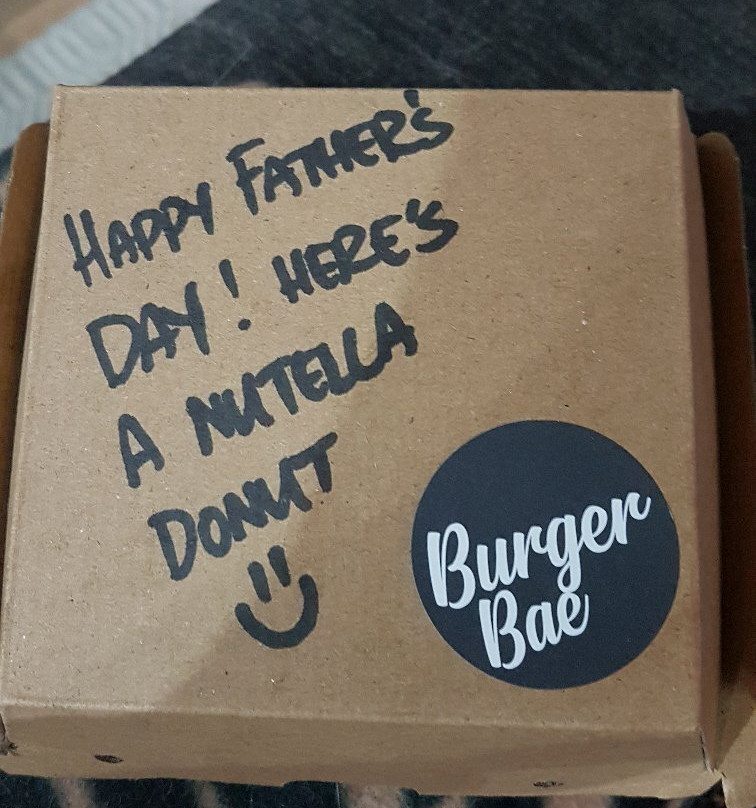 HAPPY FATHER'S
DAY! HERE'S
A NUTELLA
DONUT
Burger
Bae